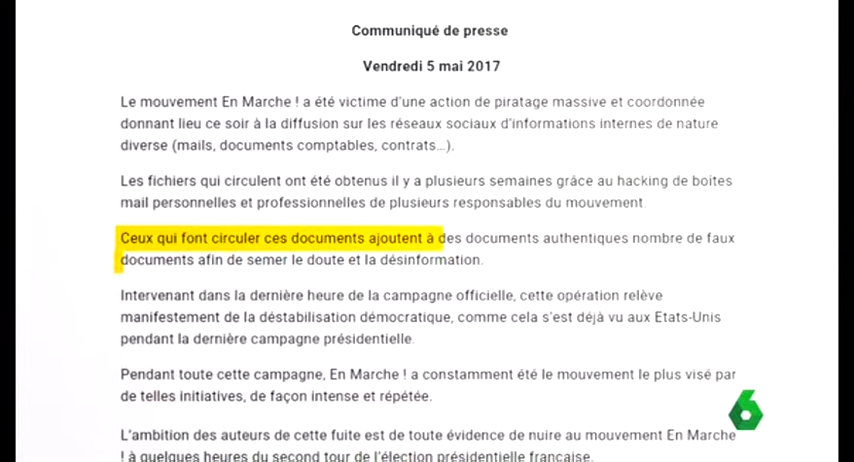 Communiqué de presse
Vendredi 5 mai 2017
Le mouvement En Marche ! a été victime d'une action de piratage massive et coordonnée
donnant lieu ce soir à la diffusion sur les réseaux sociaux d'informations internes de nature
diverse (mails, documents comptables, contrats…).
Les fichiers qui circulent ont été obtenus il y a plusieurs semaines grâce au hacking de boîtes
mail personnelles et professionnelles de plusieurs responsables du mouvement.
Ceux qui font circuler ces documents ajoutent à des documents authentiques nombre de faux
documents afin de semer le doute et la désinformation.
Intervenant dans la dernière heure de la campagne officielle, cette opération relève
manifestement de la déstabilisation démocratique, comme cela s'est déjà vu aux Etats-Unis
pendant la dernière campagne présidentielle.
Pendant toute cette campagne, En Marche ! a constamment été le mouvement le plus visé par
de telles initiatives, de façon intense et répétée.
L'ambition des auteurs de cette fuite est de toute évidence de nuire au mouvement En Marche
! à quelques heures du second tour de l'élection présidentielle française.
6